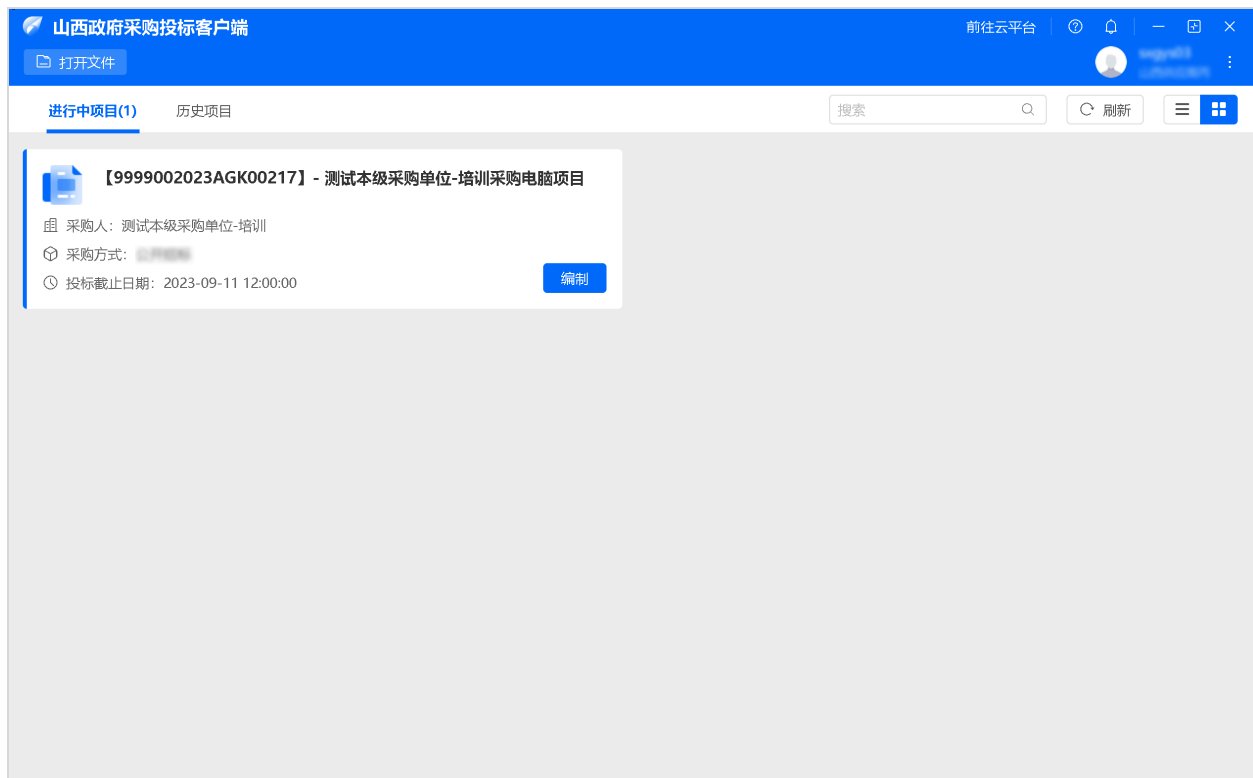 山西政府采购投标客户端
前往云平台
打开文件
进行中项目(1)
历史项目
搜索
刷新
【9999002023AGK00217】- 测试本级采购单位-培训采购电脑项目
采购人：测试本级采购单位-培训
采购方式：
投标截止日期：2023-09-11 12:00:00
编制